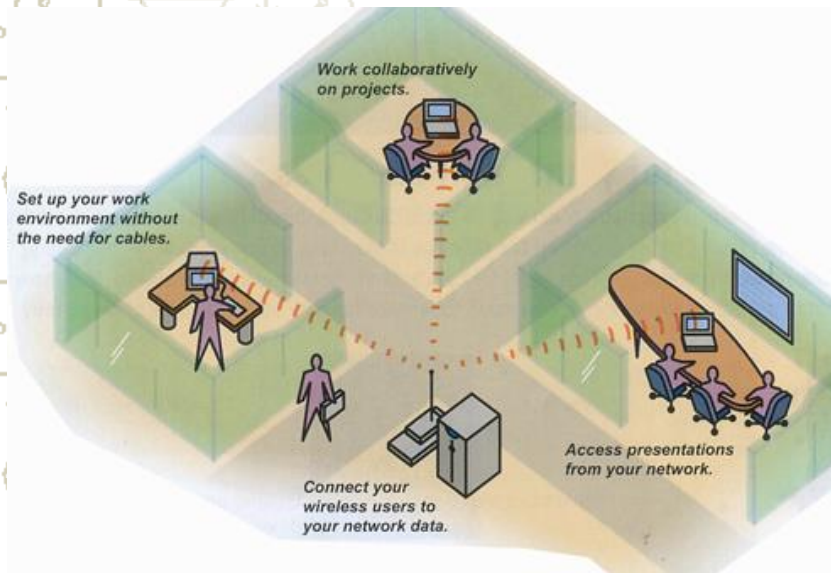 Work collaboratively
on projects.
Set up your work
environment without
the need for cables.
Access presentations
from your network.
Connect your
wireless users to
your network data.